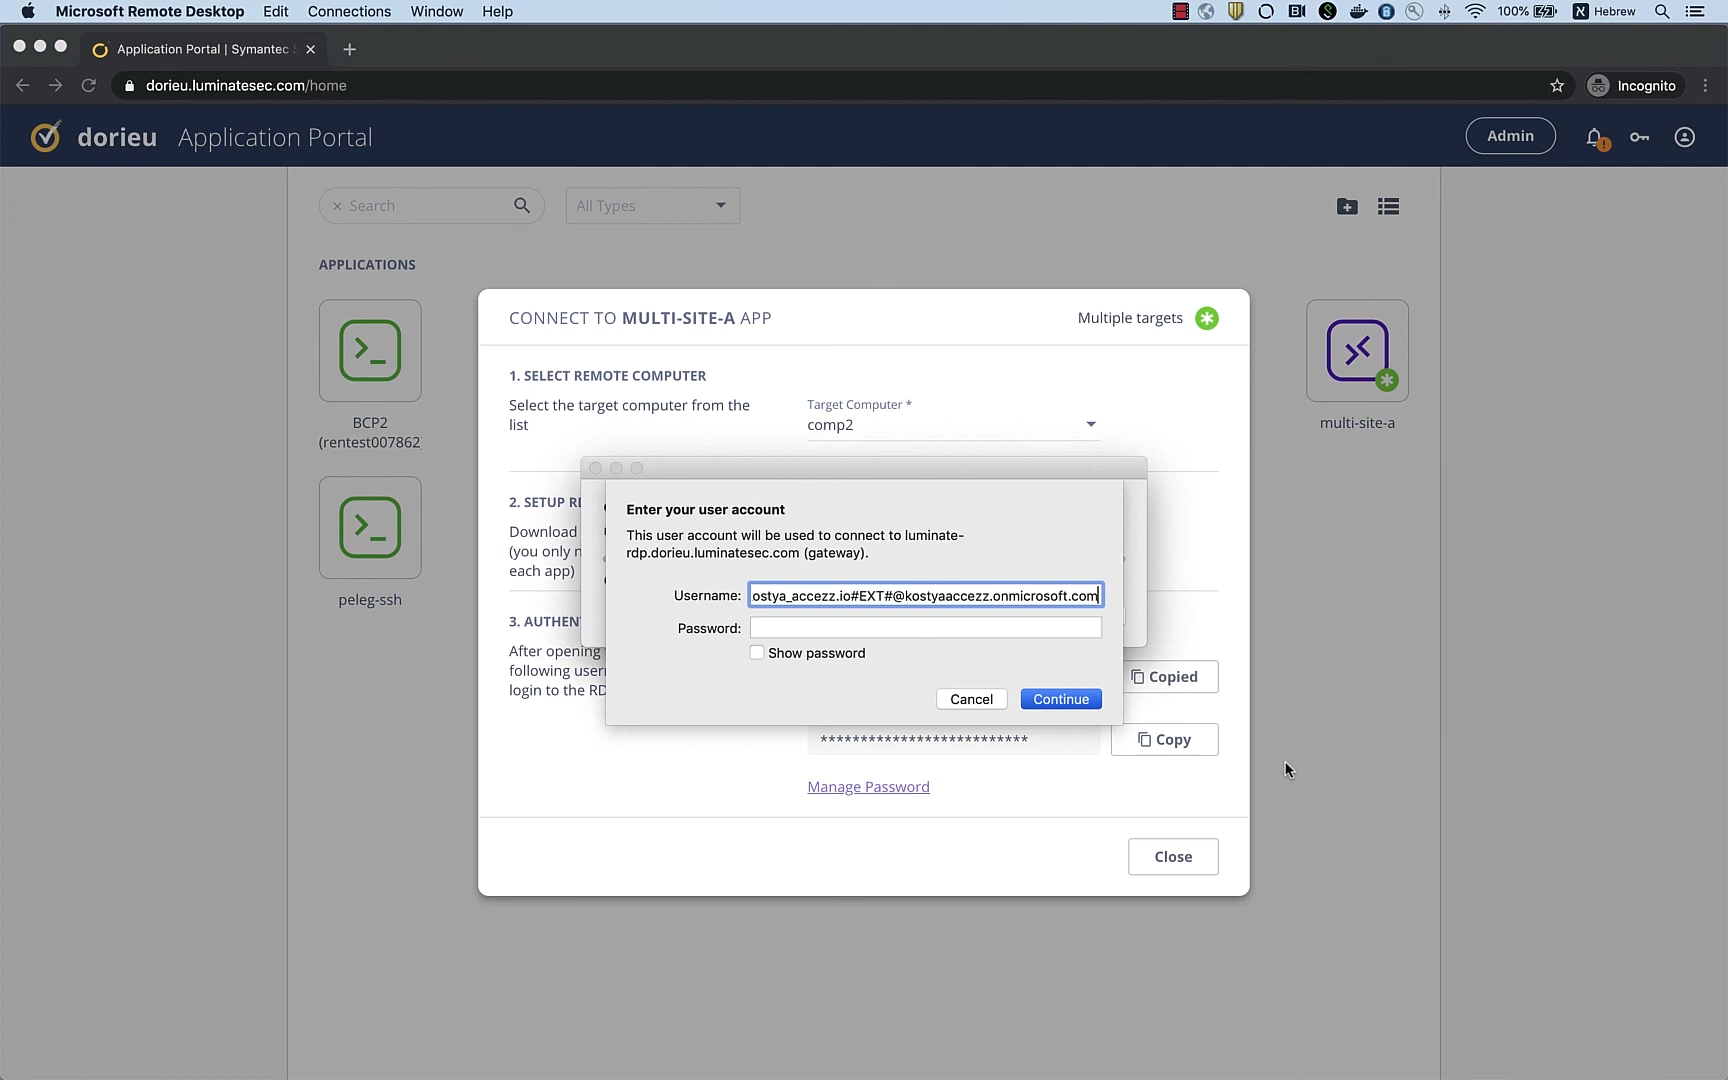 Microsoft Remote Desktop Edit Connections Window Help
100% Hebrew
Application Portal | Symantec
dorieu.luminatesec.com/home
Incognito
dorieu Application Portal
Admin
Search
All Types
APPLICATIONS
CONNECT TO MULTI-SITE-A APP
Multiple targets
1. SELECT REMOTE COMPUTER
Select the target computer from the
list
Target Computer *
comp2
BCP2
(rentest007862
multi-site-a
2. SETUP
Download
(you only
each app)
peleg-ssh
3. AUTHEN
After opening
following
login to the
Enter your user account
This user account will be used to connect to luminate-
rdp.dorieu.luminatesec.com (gateway).
Username: ostya_accezz.io#EXT#@kostyaaccezz.onmicrosoft.com
Password:
Show password
Cancel
Continue
Copied
**************************
Copy
Manage Password
Close